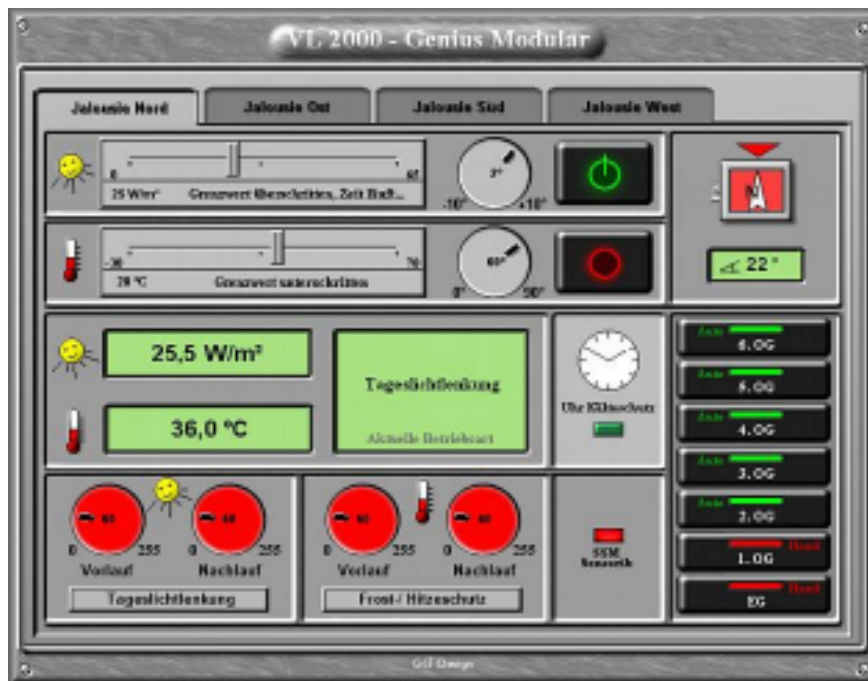 VL 2000 - Genius Modular
Jalousie Nord
Jalousie Ost
Jalousie Süd
Jalousie West
0
25 W/m²
Grenzwert überschritten, Zeit läuft...
-10°
+10°
-30
70
20 °C
Grenzwert unterschritten
0°
90°
22°
25,5 W/m²
36,0 °C
Tageslichtlenkung
Aktuelle Betriebsart
Uhr Kälteschutz
Auto
6.OG
Auto
5.OG
Auto
4.OG
Auto
3.OG
Auto
2.OG
Hand
1.OG
Hand
EG
0 255
Vorlauf
0 255
Nachlauf
Tageslichtlenkung
0 255
Vorlauf
0 255
Nachlauf
Frost-/ Hitzeschutz
SSM